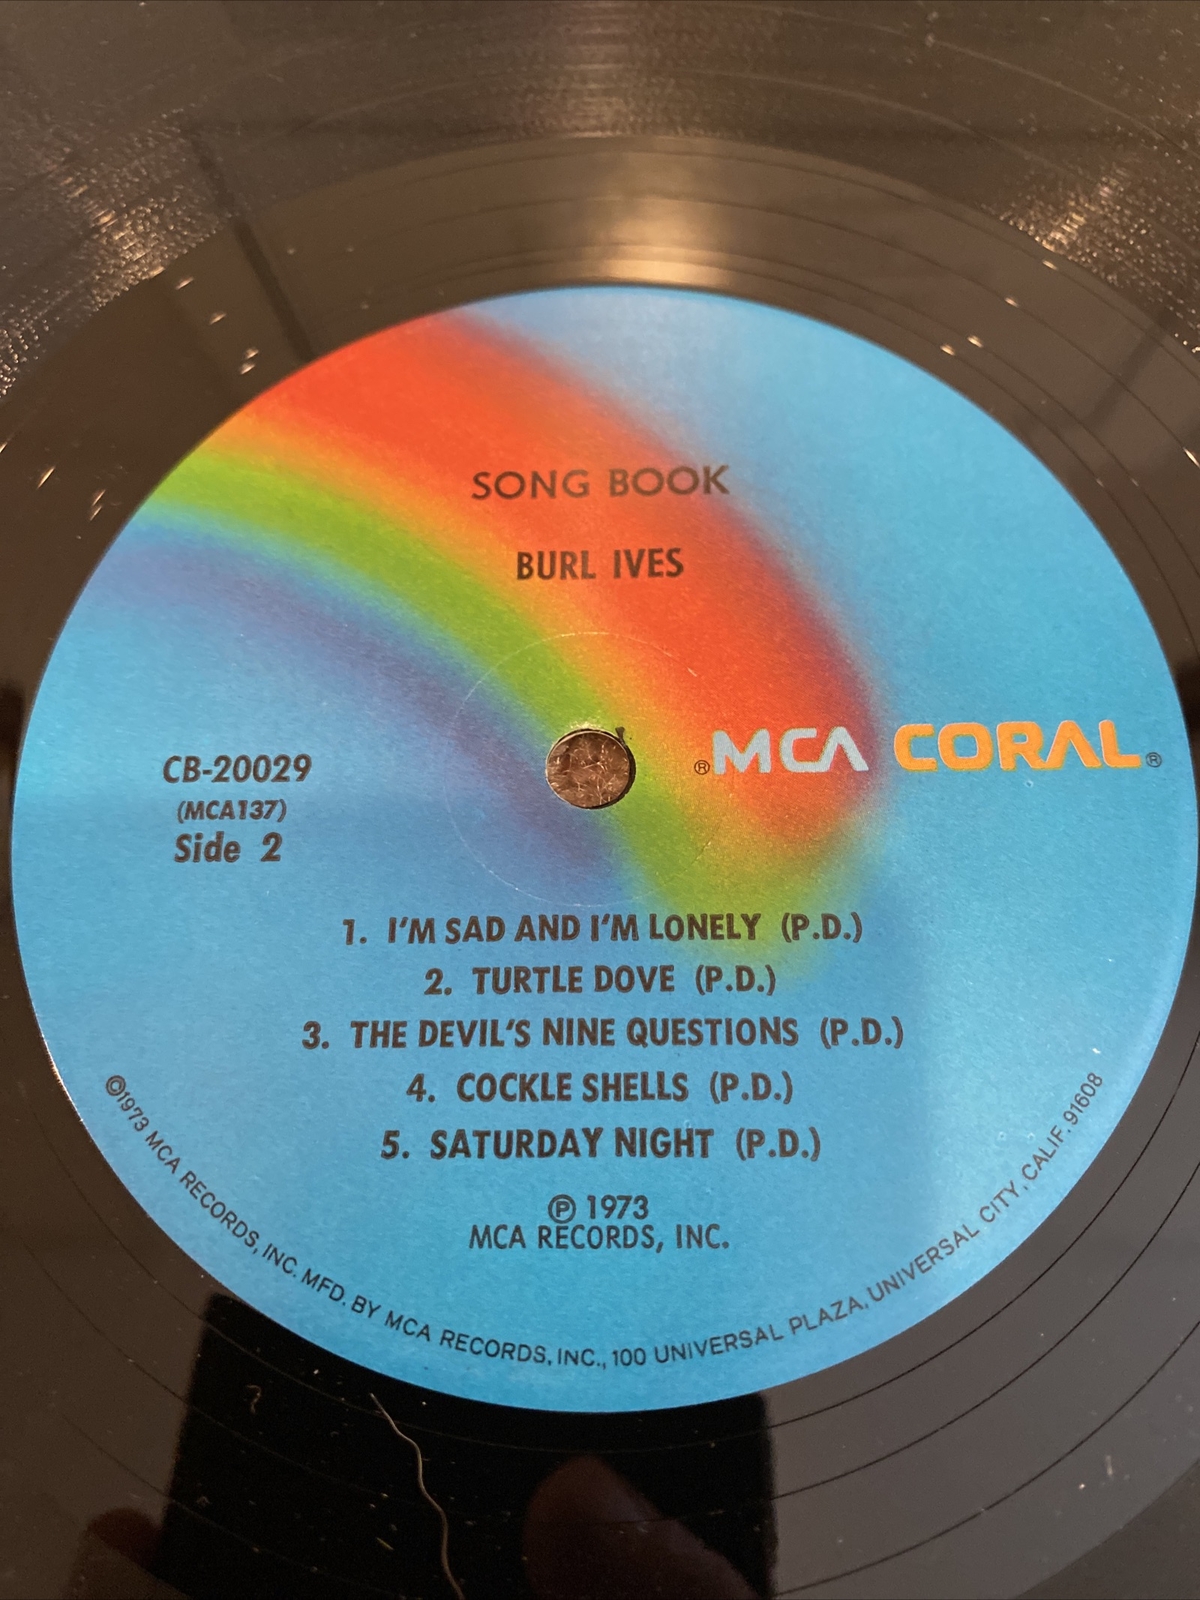 SONG BOOK
BURL IVES
®MCA CORAL®
CB-20029
(MCA137)
Side 2
1. I'M SAD AND I'M LONELY (P.D.)
2. TURTLE DOVE (P.D.)
3. THE DEVIL'S NINE QUESTIONS (P.D.)
4. COCKLE SHELLS (P.D.)
5. SATURDAY NIGHT (P.D.)
℗ 1973
MCA RECORDS, INC.
©1973 MCA RECORDS, INC. MFD. BY MCA RECORDS, INC., 100 UNIVERSAL PLAZA, UNIVERSAL CITY, CALIF. 91608